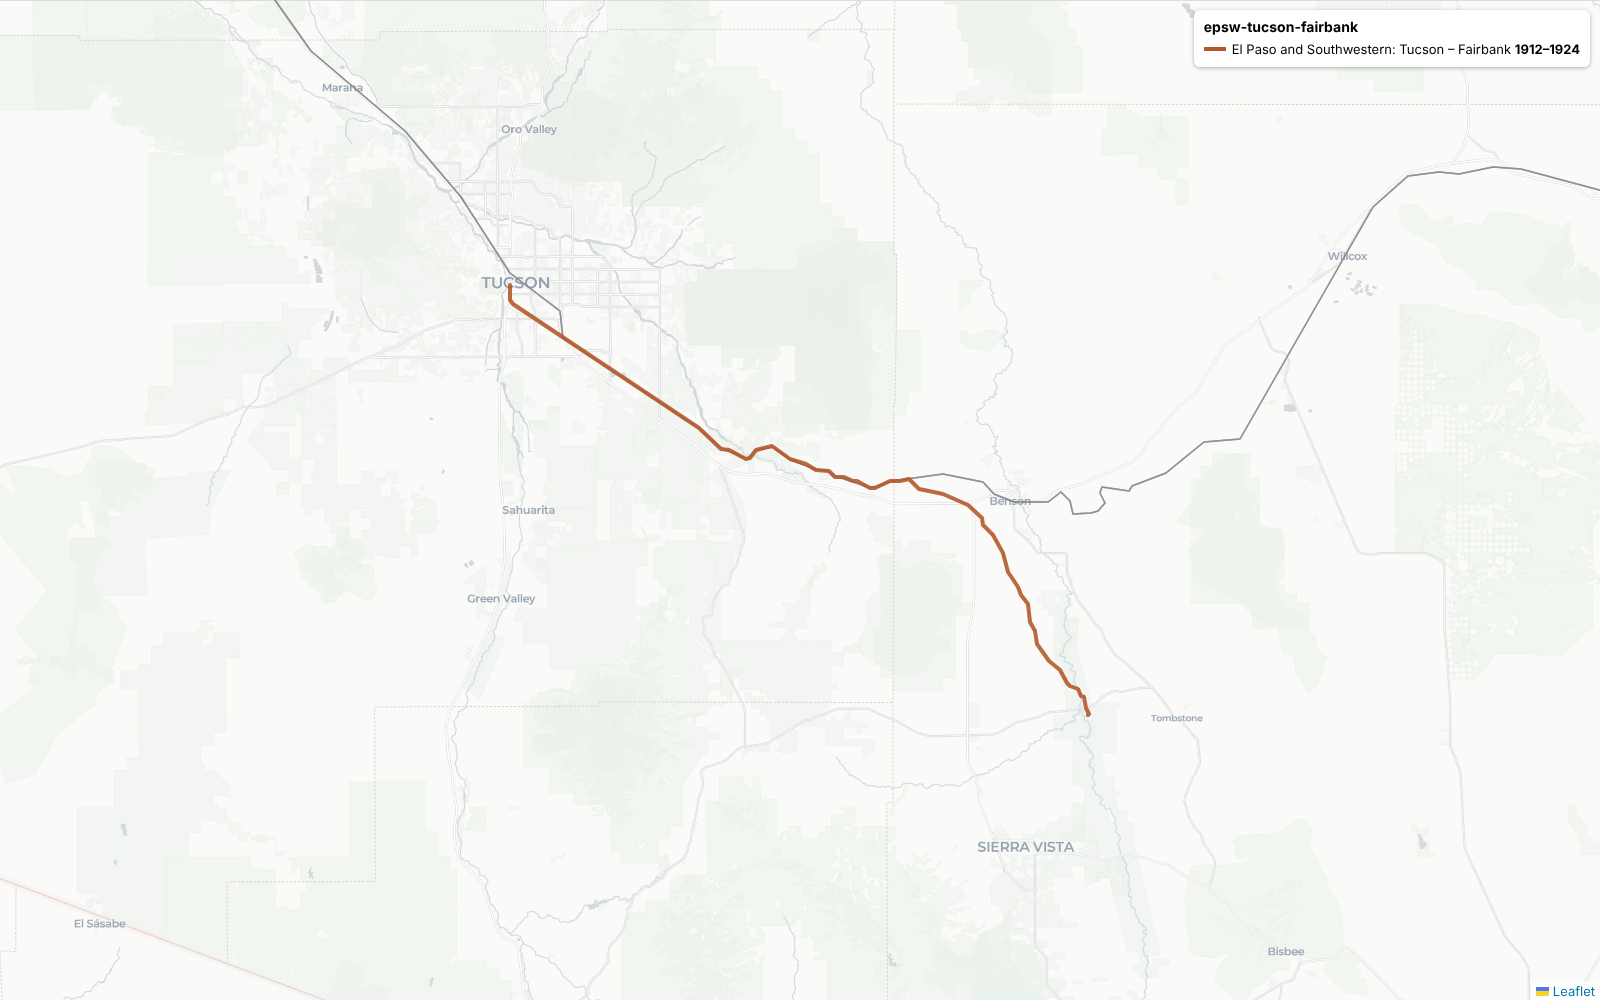 epsw-tucson-fairbank
El Paso and Southwestern: Tucson – Fairbank 1912–1924
Marana
Oro Valley
TUCSON
Willcox
Benson
Sahuarita
Green Valley
Tombstone
SIERRA VISTA
El Sásabe
Bisbee
Leaflet